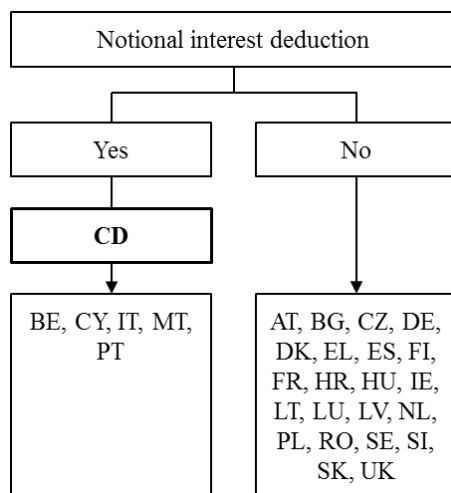 Notional interest deduction
Yes
No
CD
BE, CY, IT, MT,
PT
AT, BG, CZ, DE,
DK, EL, ES, FI,
FR, HR, HU, IE,
LT, LU, LV, NL,
PL, RO, SE, SI,
SK, UK